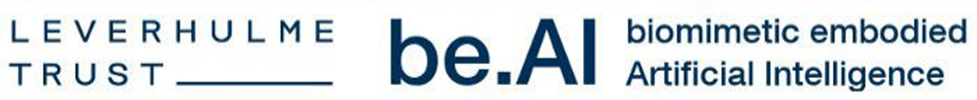 LEVERHULME
TRUST
be.AI
biomimetic embodied
Artificial Intelligence